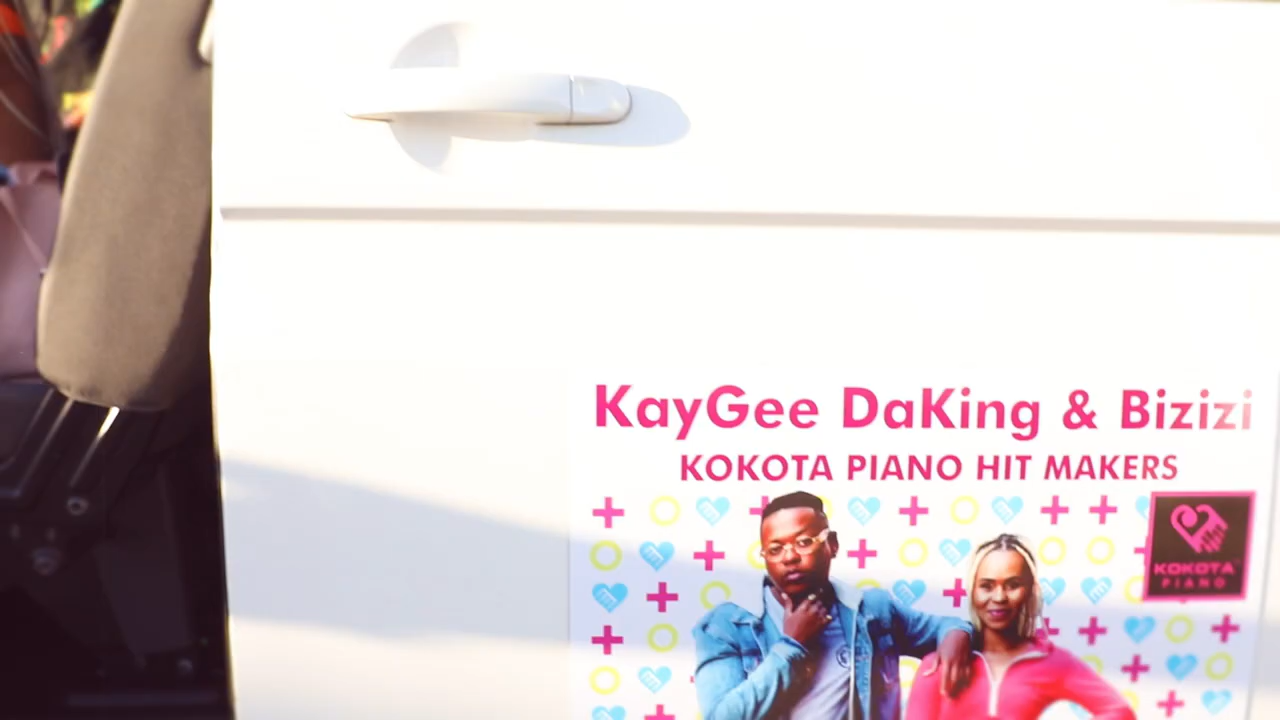 KayGee DaKing & Bizizi
KOKOTA PIANO HIT MAKERS
KOKOTA
PIANO